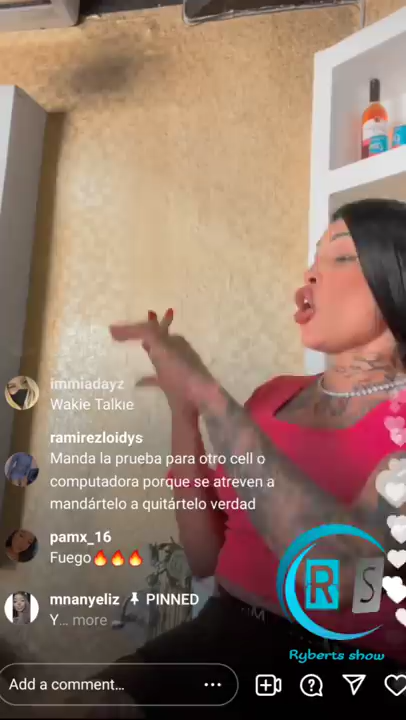 immiadayz
Wakie Talkie
ramirezloidys
Manda la prueba para otro cell o
computadora porque se atreven a
mandártelo a quitártelo verdad
pamx_16
Fuego🔥🔥🔥
mnanyeliz PINNED
Y... more
R S
Ryberts show
Add a comment...